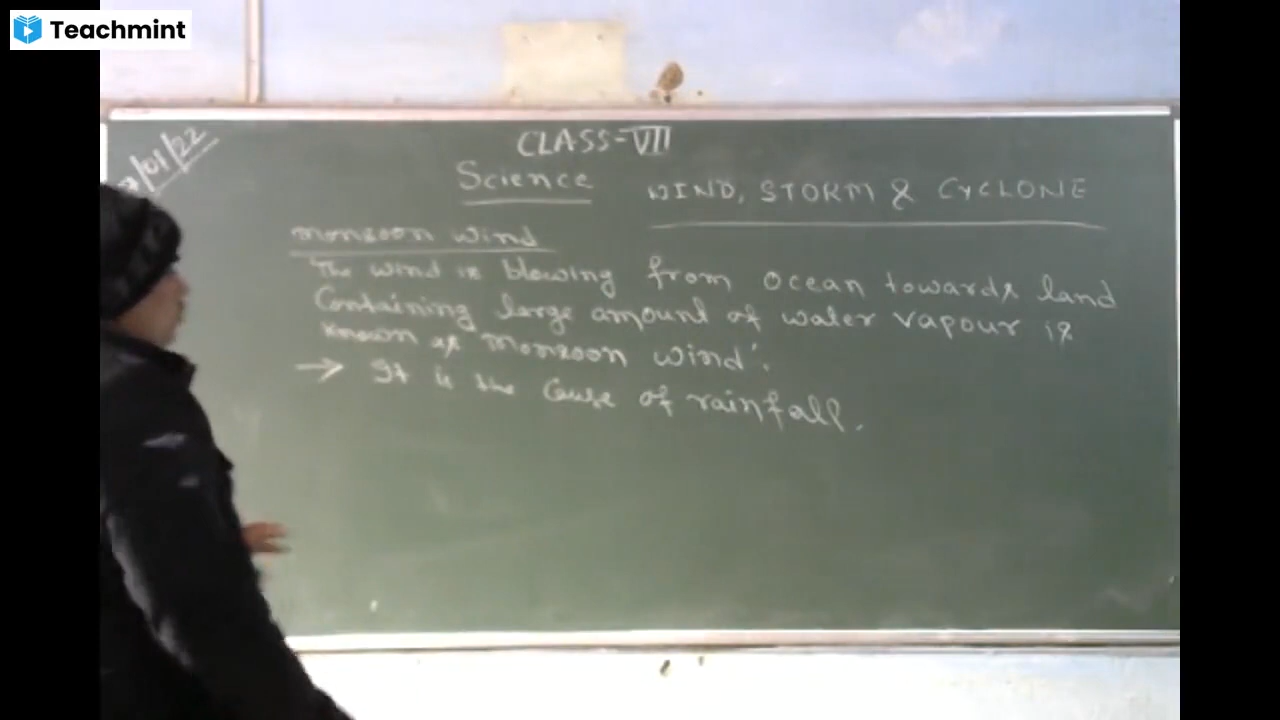 Teachmint
/01/22
CLASS-VII
Science WIND, STORM & CYCLONE
Monsoon wind
The wind is blowing from ocean towards land
Containing large amount of water vapour is
known as monsoon wind'.
→ It is the cause of rainfall.